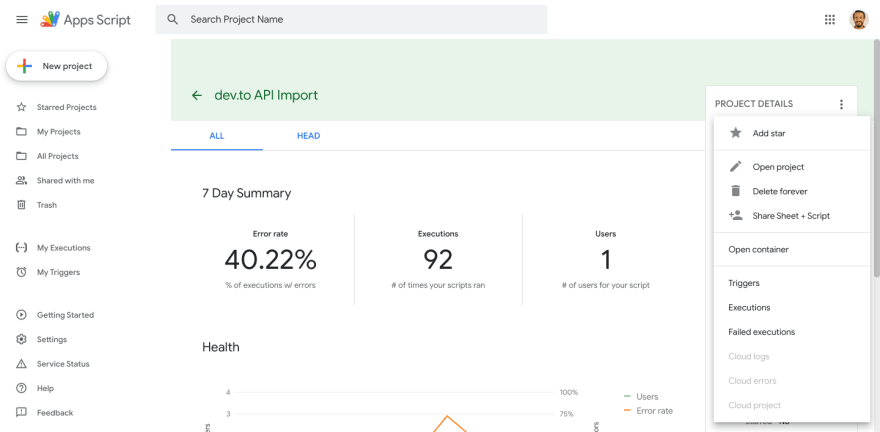 Apps Script
Search Project Name
New project
Starred Projects
My Projects
All Projects
Shared with me
Trash
My Executions
My Triggers
Getting Started
Settings
Service Status
Help
Feedback
dev.to API Import
ALL
HEAD
7 Day Summary
Error rate
40.22%
% of executions w/ errors
Executions
92
# of times your scripts ran
Users
1
# of users for your script
Health
4
3
100%
75%
Users
Error rate
PROJECT DETAILS
Add star
Open project
Delete forever
Share Sheet + Script
Open container
Triggers
Executions
Failed executions
Cloud logs
Cloud errors
Cloud project